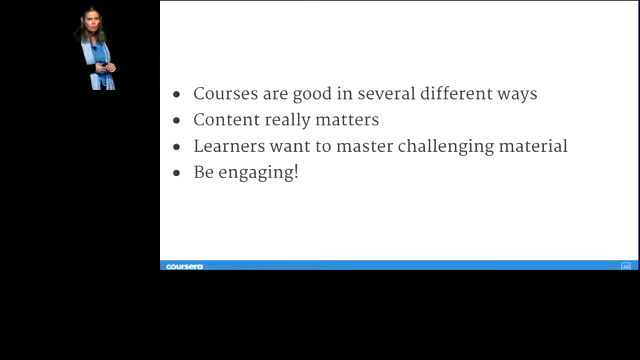 • Courses are good in several different ways
• Content really matters
• Learners want to master challenging material
• Be engaging!
coursera